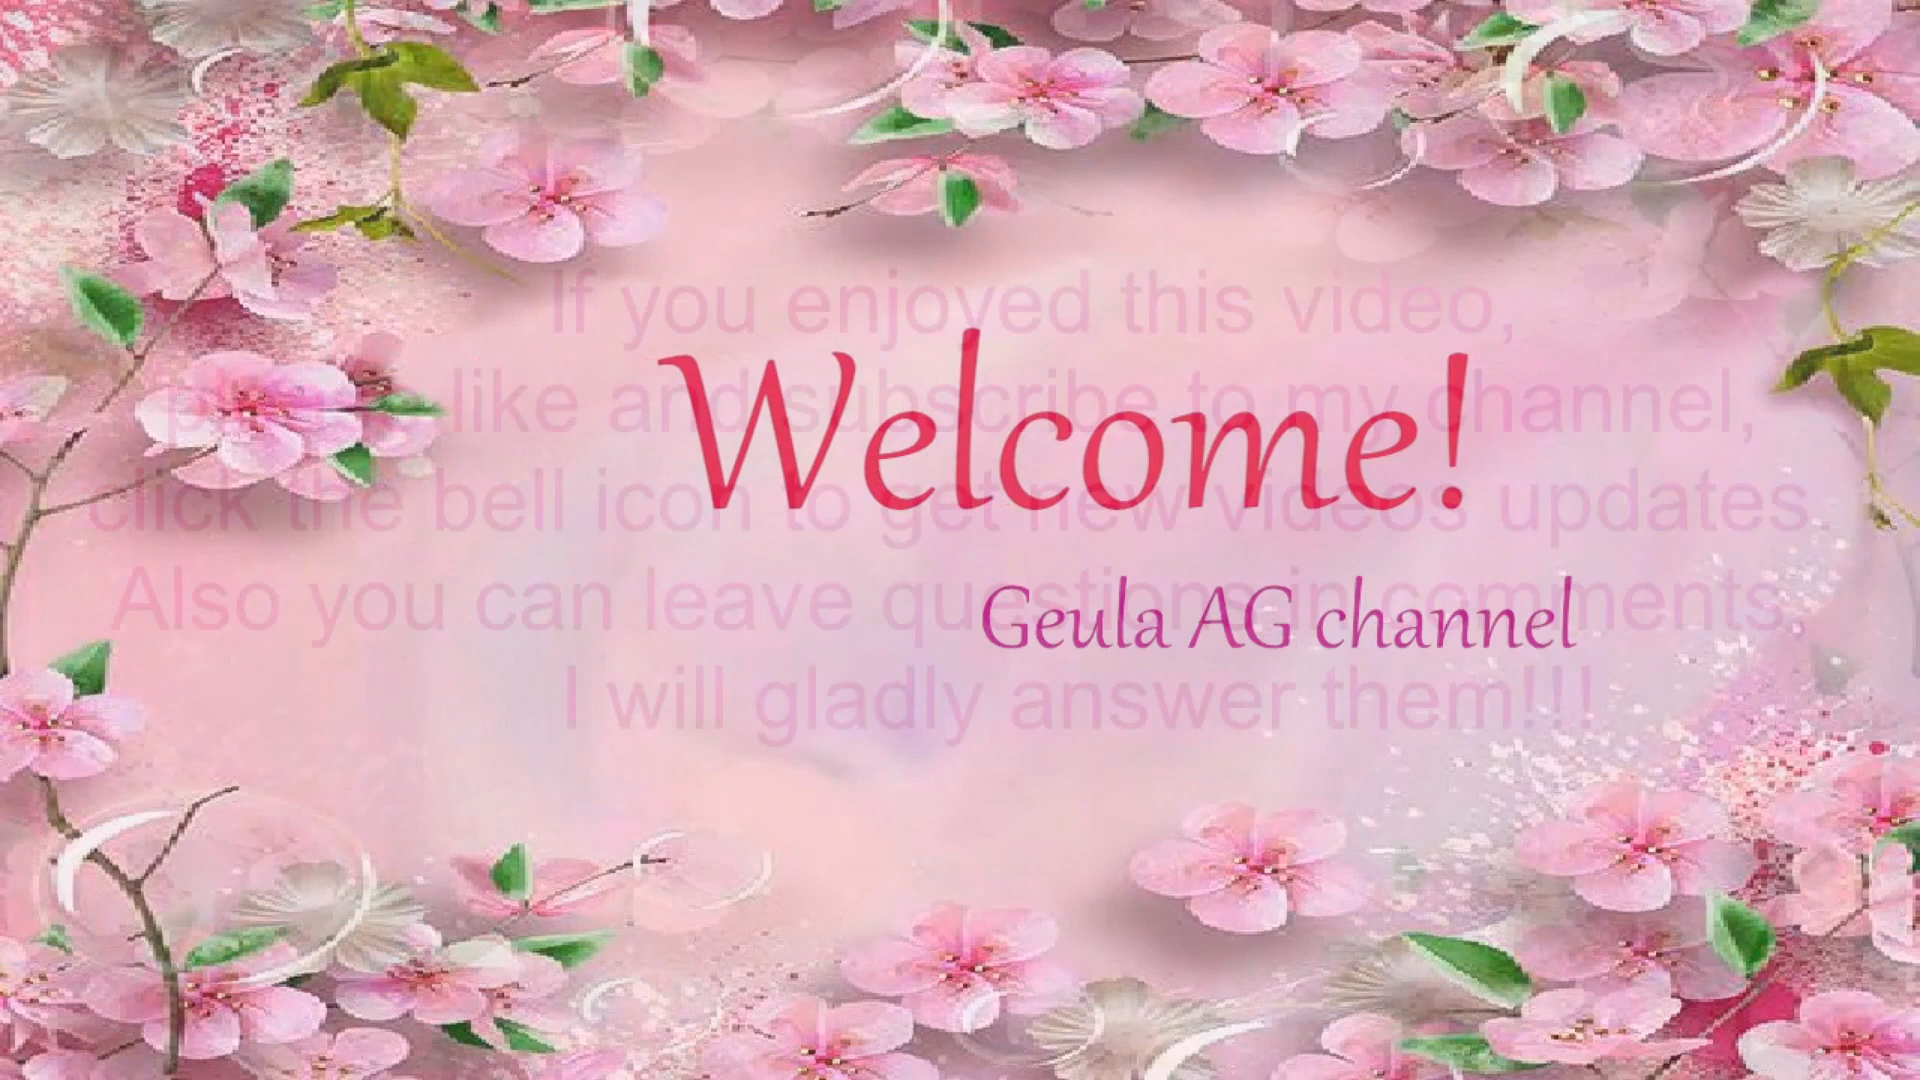 If you enjoyed this video,
please like and subscribe to my channel,
Welcome!
click the bell icon to get new videos updates.
Also you can leave questions in comments,
Geula AG channel
I will gladly answer them!!!